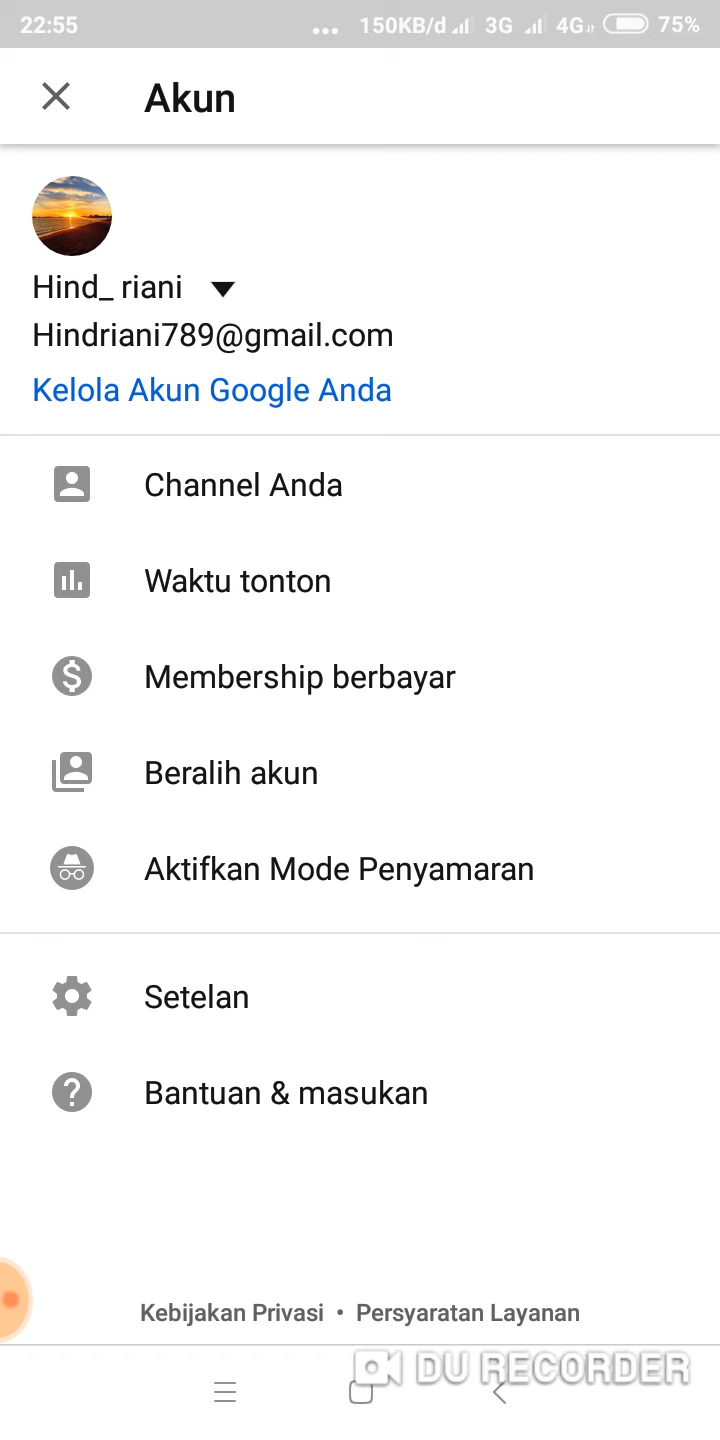 22:55 ... 150KB/d 3G 4G 75%
Akun
Hind_ riani
Hindriani789@gmail.com
Kelola Akun Google Anda
Channel Anda
Waktu tonton
Membership berbayar
Beralih akun
Aktifkan Mode Penyamaran
Setelan
Bantuan & masukan
Kebijakan Privasi • Persyaratan Layanan
DU RECORDER